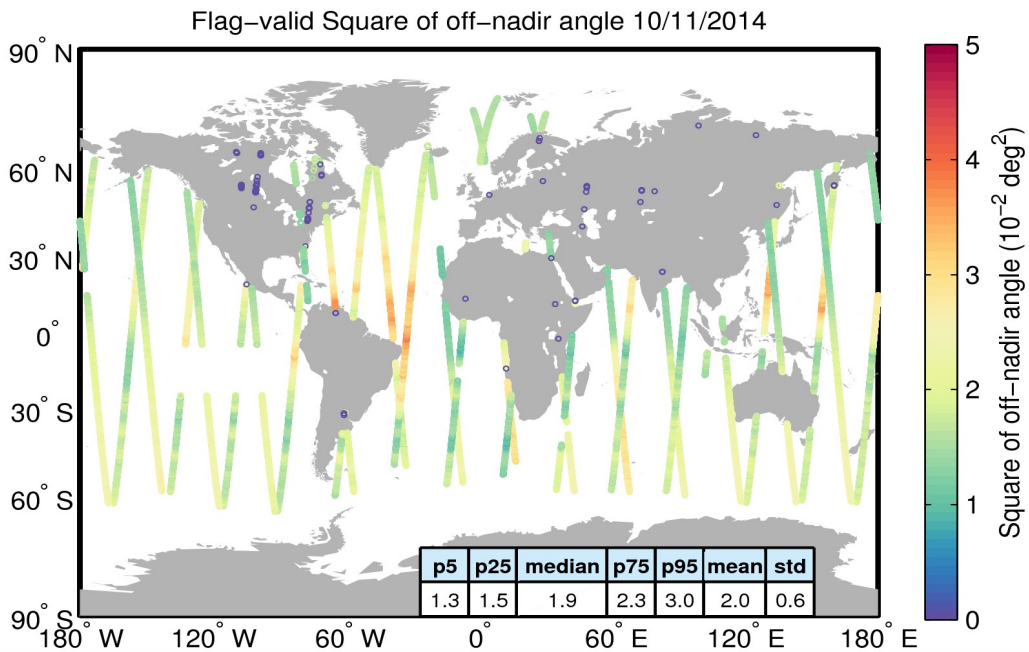 Flag−valid Square of off−nadir angle 10/11/2014
90° N
60° N
30° N
0°
30° S
60° S
90° S
180° W
120° W
60° W
0°
60° E
120° E
180° E
p5 p25 median p75 p95 mean std
1.3 1.5 1.9 2.3 3.0 2.0 0.6
5
4
3
2
1
0
Square of off−nadir angle (10⁻² deg²)